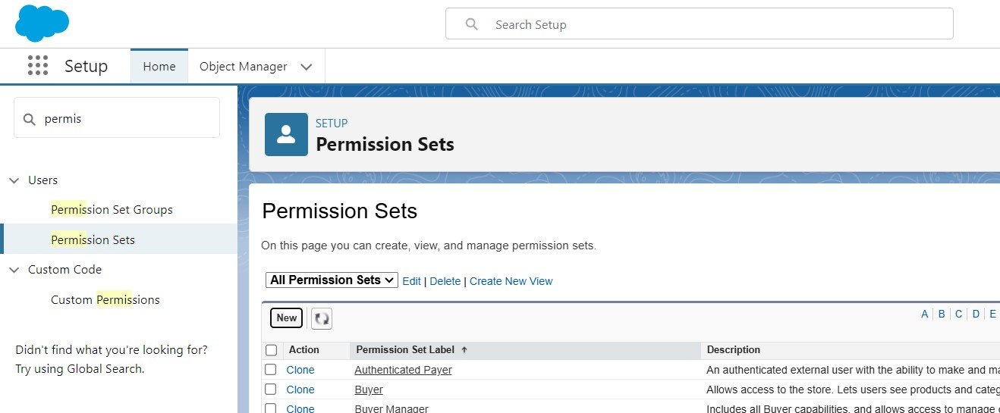 Search Setup
Setup Home Object Manager
permis
Users
Permission Set Groups
Permission Sets
Custom Code
Custom Permissions
Didn't find what you're looking for?
Try using Global Search.
SETUP
Permission Sets
Permission Sets
On this page you can create, view, and manage permission sets.
All Permission Sets Edit | Delete | Create New View
New A | B | C | D | E
Action Permission Set Label Description
Clone Authenticated Payer An authenticated external user with the ability to make and
Clone Buyer Allows access to the store. Lets users see products and
Clone Buyer Manager Includes all Buyer capabilities, and allows access to manage